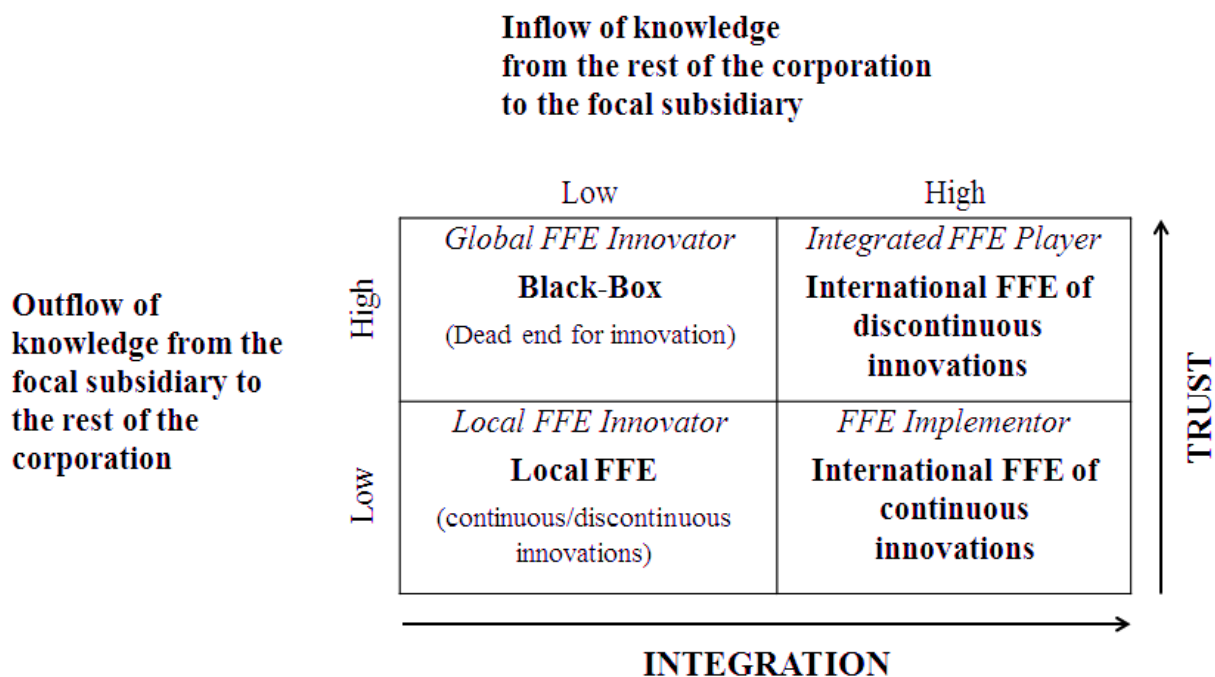 Inflow of knowledge
from the rest of the corporation
to the focal subsidiary
Low
High
Outflow of
knowledge from the
focal subsidiary to
the rest of the
corporation
High
Global FFE Innovator
Black-Box
(Dead end for innovation)
Integrated FFE Player
International FFE of
discontinuous
innovations
Low
Local FFE Innovator
Local FFE
(continuous/discontinuous
innovations)
FFE Implementor
International FFE of
continuous
innovations
TRUST
INTEGRATION